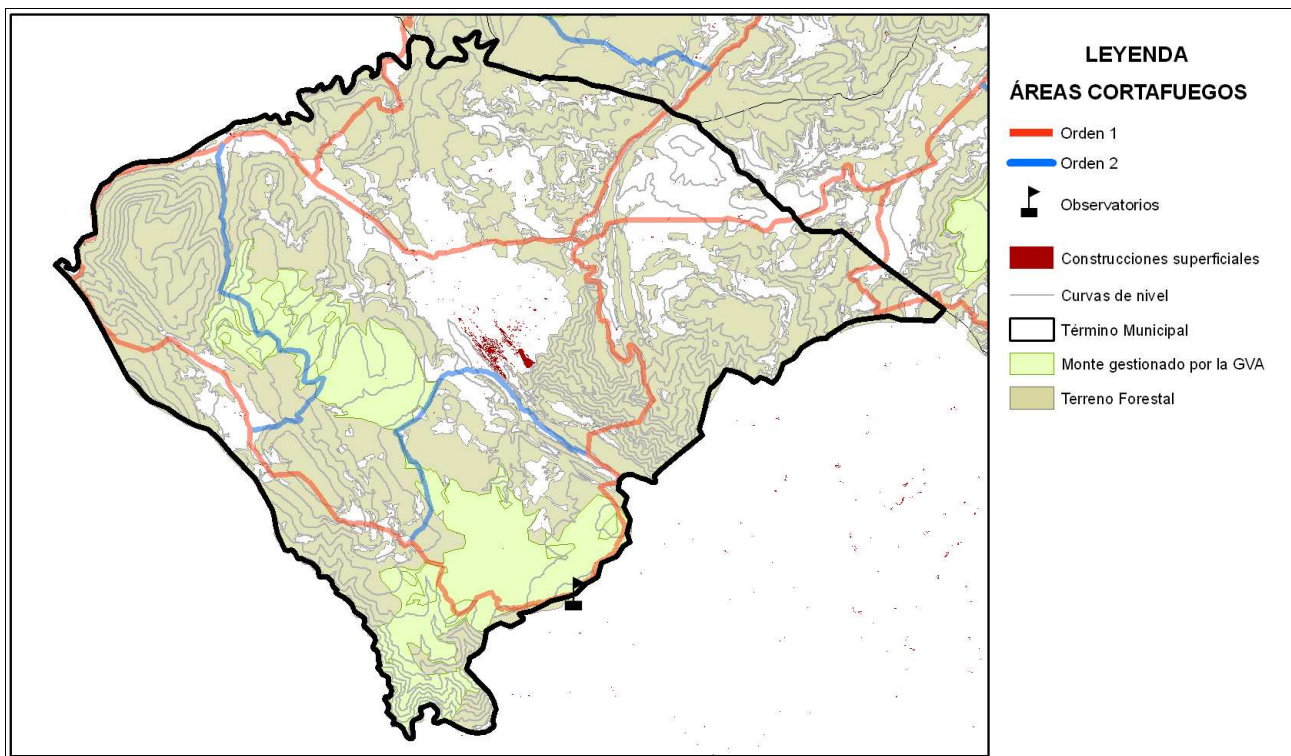 LEYENDA
ÁREAS CORTAFUEGOS
Orden 1
Orden 2
Observatorios
Construcciones superficiales
Curvas de nivel
Término Municipal
Monte gestionado por la GVA
Terreno Forestal